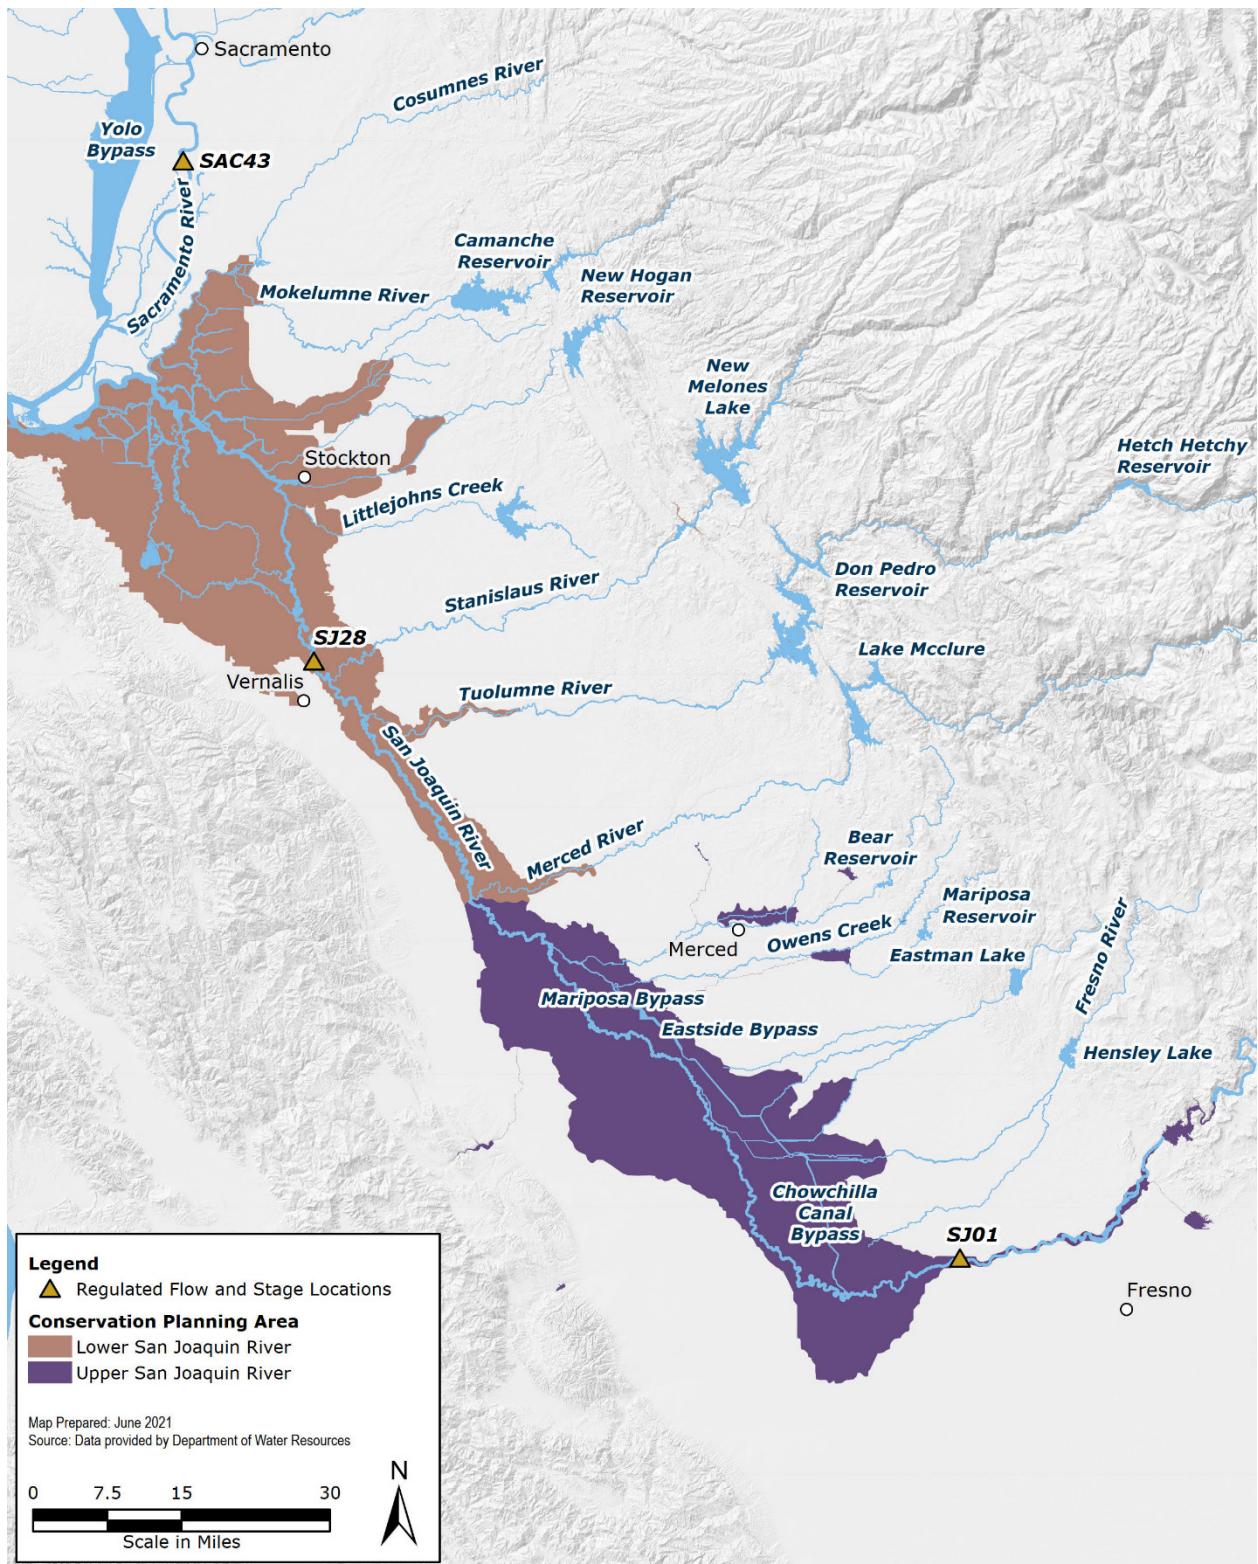 Sacramento
Cosumnes River
Yolo
Bypass
SAC43
Sacramento River
Camanche
Reservoir
New Hogan
Reservoir
Mokelumne River
New
Melones
Lake
Hetch Hetchy
Reservoir
Stockton
Littlejohns Creek
Don Pedro
Reservoir
Stanislaus River
SJ28
Lake Mcclure
Vernalis
Tuolumne River
San Joaquin River
Merced River
Bear
Reservoir
Mariposa
Reservoir
Merced
Owens Creek
Eastman Lake
Fresno River
Mariposa Bypass
Eastside Bypass
Hensley Lake
Chowchilla
Canal
Bypass
SJ01
Fresno
Legend
Regulated Flow and Stage Locations
Conservation Planning Area
Lower San Joaquin River
Upper San Joaquin River
Map Prepared: June 2021
Source: Data provided by Department of Water Resources
N
0 7.5 15 30
Scale in Miles